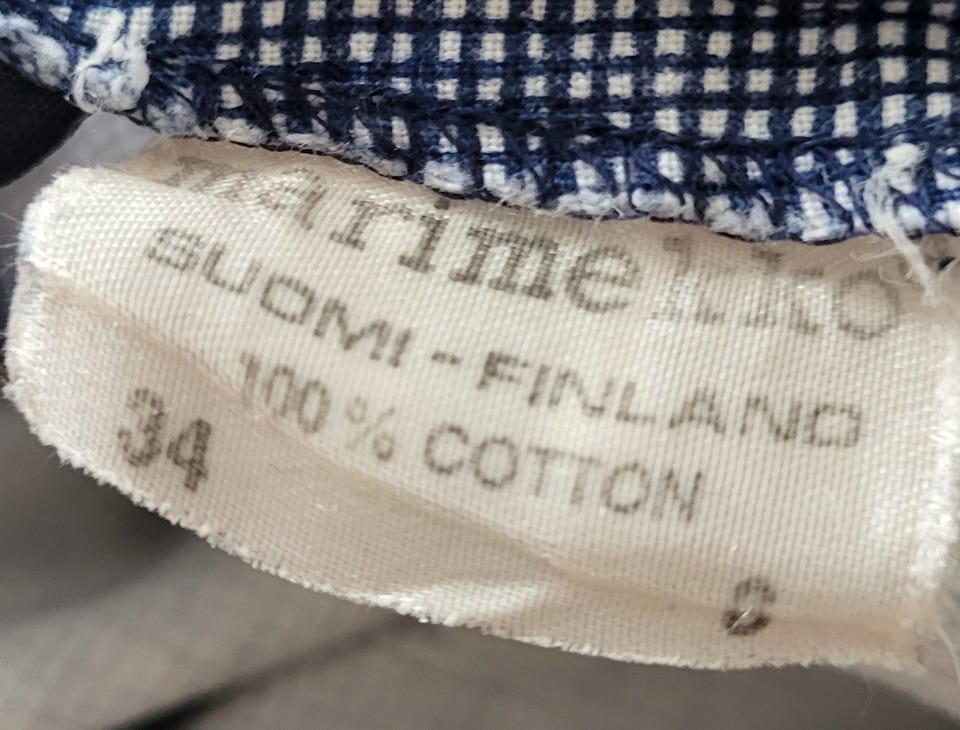 marimekko
SUOMI - FINLAND
100 % COTTON
34